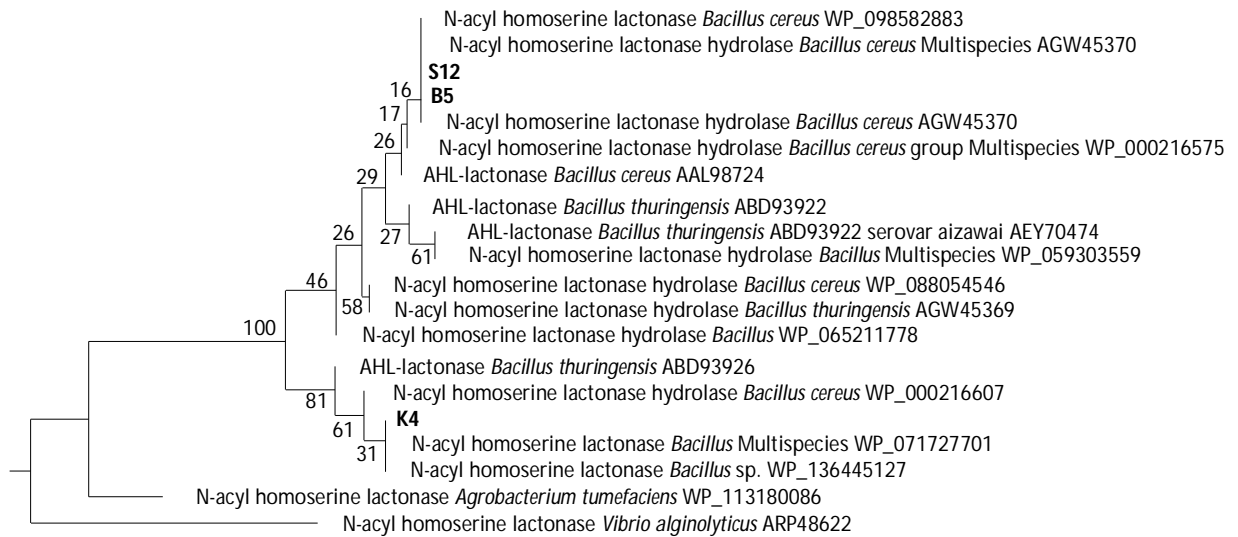 N-acyl homoserine lactonase Bacillus cereus WP_098582883
N-acyl homoserine lactonase hydrolase Bacillus cereus Multispecies AGW45370
S12
16
B5
17
N-acyl homoserine lactonase hydrolase Bacillus cereus AGW45370
26
N-acyl homoserine lactonase hydrolase Bacillus cereus group Multispecies WP_000216575
29
AHL-lactonase Bacillus cereus AAL98724
AHL-lactonase Bacillus thuringensis ABD93922
26
27
AHL-lactonase Bacillus thuringensis ABD93922 serovar aizawai AEY70474
61
N-acyl homoserine lactonase hydrolase Bacillus Multispecies WP_059303559
46
N-acyl homoserine lactonase hydrolase Bacillus cereus WP_088054546
58
N-acyl homoserine lactonase hydrolase Bacillus thuringensis AGW45369
100
N-acyl homoserine lactonase hydrolase Bacillus WP_065211778
AHL-lactonase Bacillus thuringensis ABD93926
81
N-acyl homoserine lactonase hydrolase Bacillus cereus WP_000216607
K4
61
N-acyl homoserine lactonase Bacillus Multispecies WP_071727701
31
N-acyl homoserine lactonase Bacillus sp. WP_136445127
N-acyl homoserine lactonase Agrobacterium tumefaciens WP_113180086
N-acyl homoserine lactonase Vibrio alginolyticus ARP48622